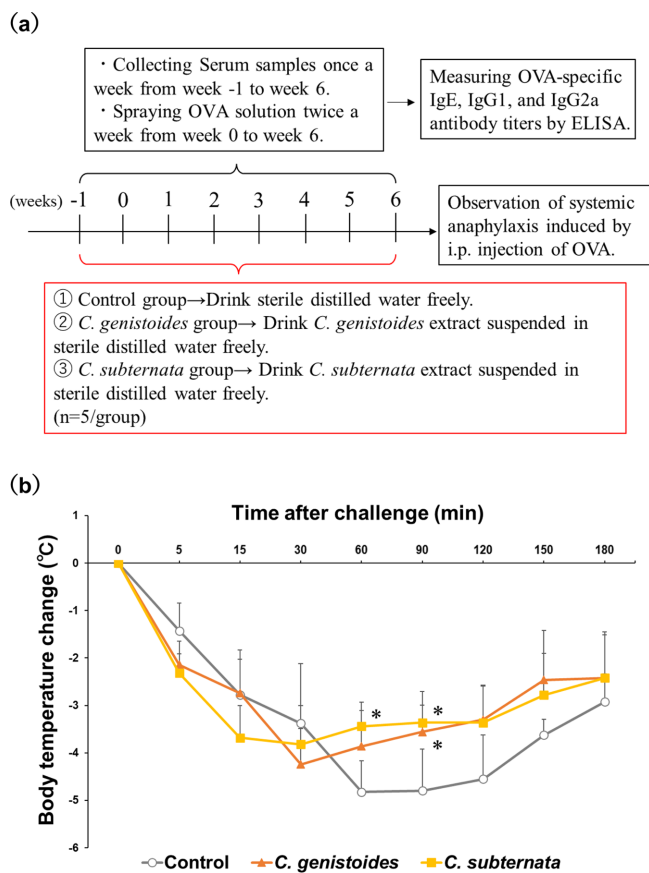 (a)
・Collecting Serum samples once a
week from week -1 to week 6.
・Spraying OVA solution twice a
week from week 0 to week 6.
Measuring OVA-specific
IgE, IgG1, and IgG2a
antibody titers by ELISA.
(weeks) -1 0 1 2 3 4 5 6
Observation of systemic
anaphylaxis induced by
i.p. injection of OVA.
① Control group→Drink sterile distilled water freely.
② C. genistoides group→ Drink C. genistoides extract suspended in
sterile distilled water freely.
③ C. subternata group→ Drink C. subternata extract suspended in
sterile distilled water freely.
(n=5/group)
(b)
Time after challenge (min)
0 5 15 30 60 90 120 150 180
Body temperature change (℃)
1
0
-1
-2
-3
-4
-5
-6
* *
*
Control C. genistoides C. subternata